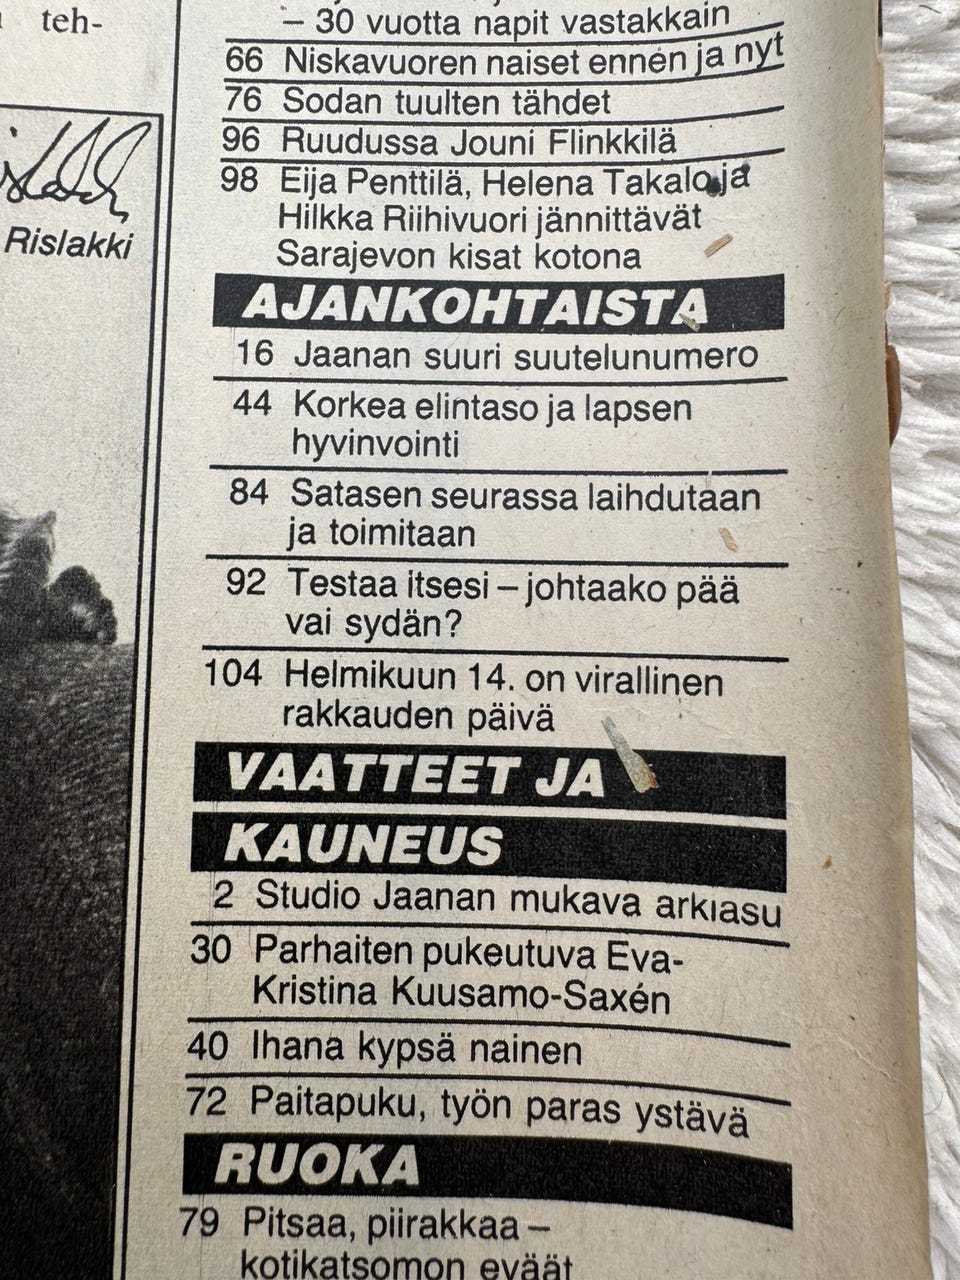 teh-
Rislakki
– 30 vuotta napit vastakkain
66 Niskavuoren naiset ennen ja nyt
76 Sodan tuulten tähdet
96 Ruudussa Jouni Flinkkilä
98 Eija Penttilä, Helena Takalo ja
Hilkka Riihivuori jännittävät
Sarajevon kisat kotona
AJANKOHTAISTA
16 Jaanan suuri suutelunumero
44 Korkea elintaso ja lapsen
hyvinvointi
84 Satasen seurassa laihdutaan
ja toimitaan
92 Testaa itsesi – johtaako pää
vai sydän?
104 Helmikuun 14. on virallinen
rakkauden päivä
VAATTEET JA
KAUNEUS
2 Studio Jaanan mukava arkiasu
30 Parhaiten pukeutuva Eva-
Kristina Kuusamo-Saxén
40 Ihana kypsä nainen
72 Paitapuku, työn paras ystävä
RUOKA
79 Pitsaa, piirakkaa –
kotikatsomon eväät